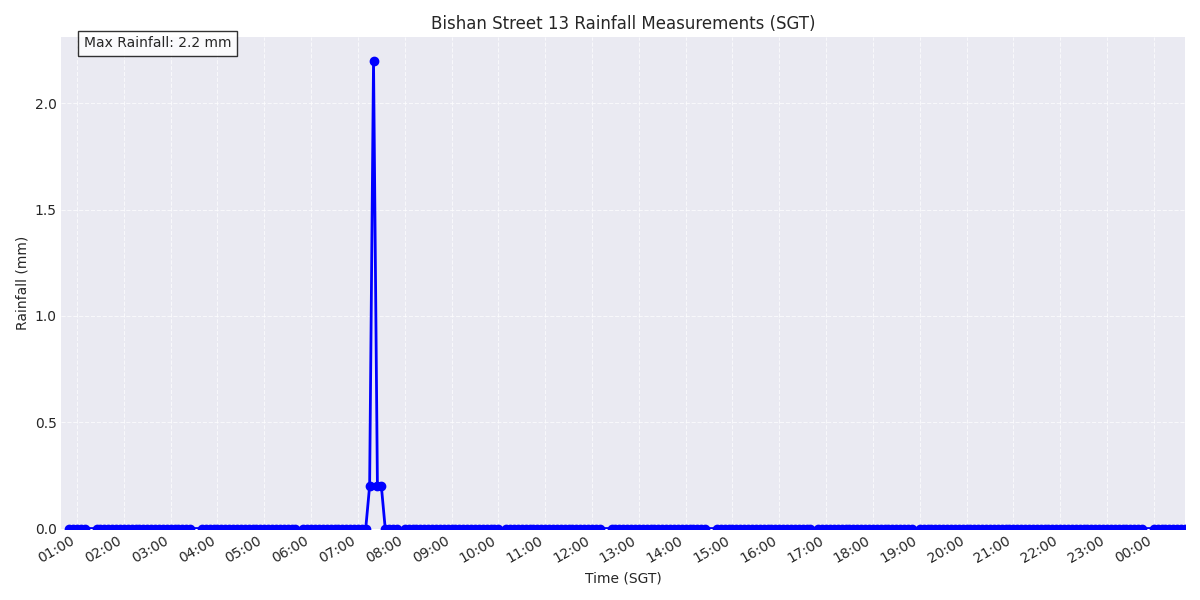 Bishan Street 13 Rainfall Measurements (SGT)
Max Rainfall: 2.2 mm
Rainfall (mm)
2.0
1.5
1.0
0.5
0.0
01:00 02:00 03:00 04:00 05:00 06:00 07:00 08:00 09:00 10:00 11:00 12:00 13:00 14:00 15:00 16:00 17:00 18:00 19:00 20:00 21:00 22:00 23:00 00:00
Time (SGT)